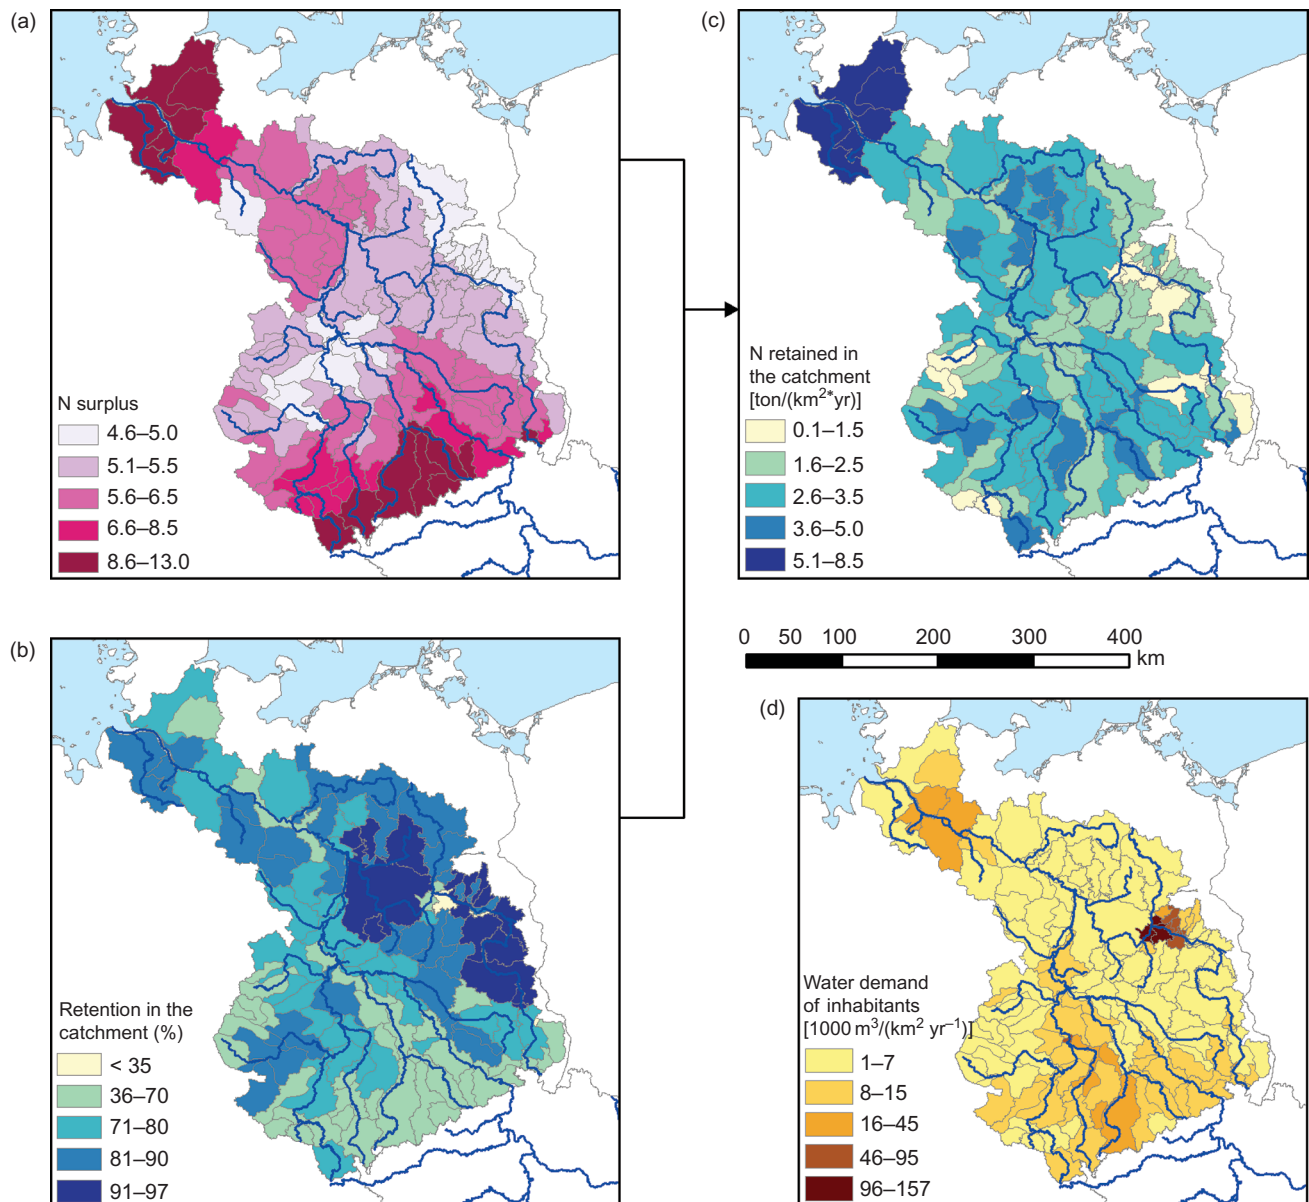 (a)
N surplus
4.6–5.0
5.1–5.5
5.6–6.5
6.6–8.5
8.6–13.0
(c)
N retained in
the catchment
[ton/(km²*yr)]
0.1–1.5
1.6–2.5
2.6–3.5
3.6–5.0
5.1–8.5
0 50 100 200 300 400
km
(b)
Retention in the
catchment (%)
< 35
36–70
71–80
81–90
91–97
(d)
Water demand
of inhabitants
[1000 m³/(km² yr⁻¹)]
1–7
8–15
16–45
46–95
96–157